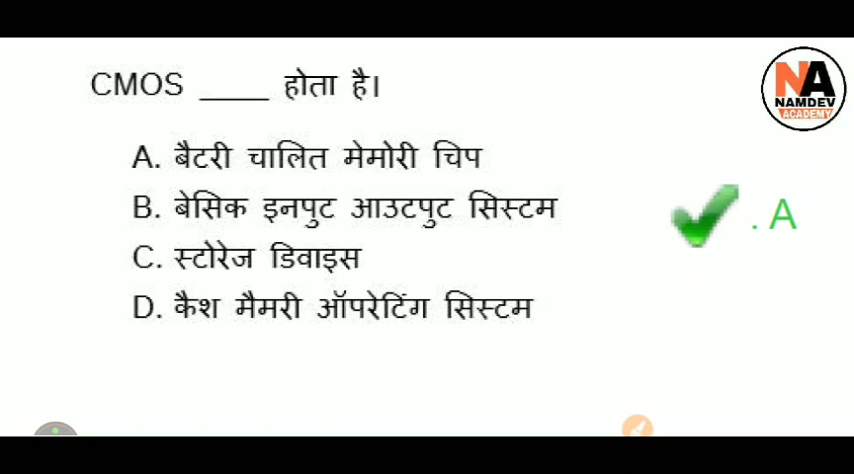 CMOS ____ होता है।
NA
NAMDEV
ACADEMY
A. बैटरी चालित मेमोरी चिप
B. बेसिक इनपुट आउटपुट सिस्टम
. A
C. स्टोरेज डिवाइस
D. कैश मैमरी ऑपरेटिंग सिस्टम